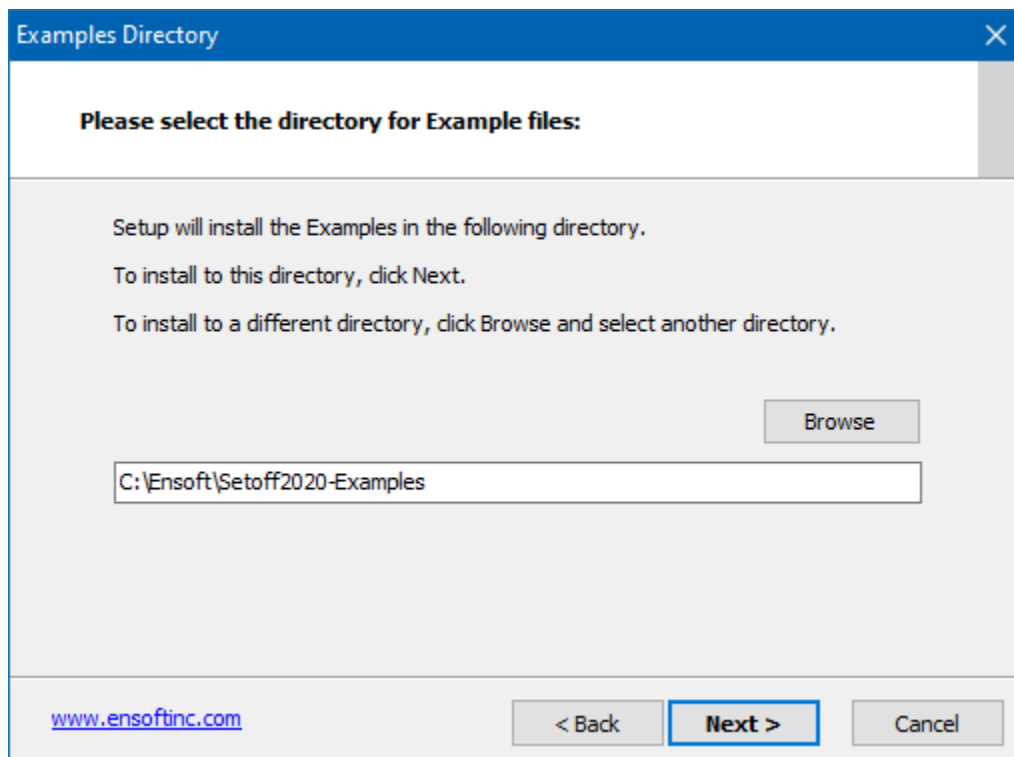 Examples Directory
Please select the directory for Example files:
Setup will install the Examples in the following directory.
To install to this directory, click Next.
To install to a different directory, click Browse and select another directory.
Browse
C:\Ensoft\Setoff2020-Examples
www.ensoftinc.com
< Back
Next >
Cancel